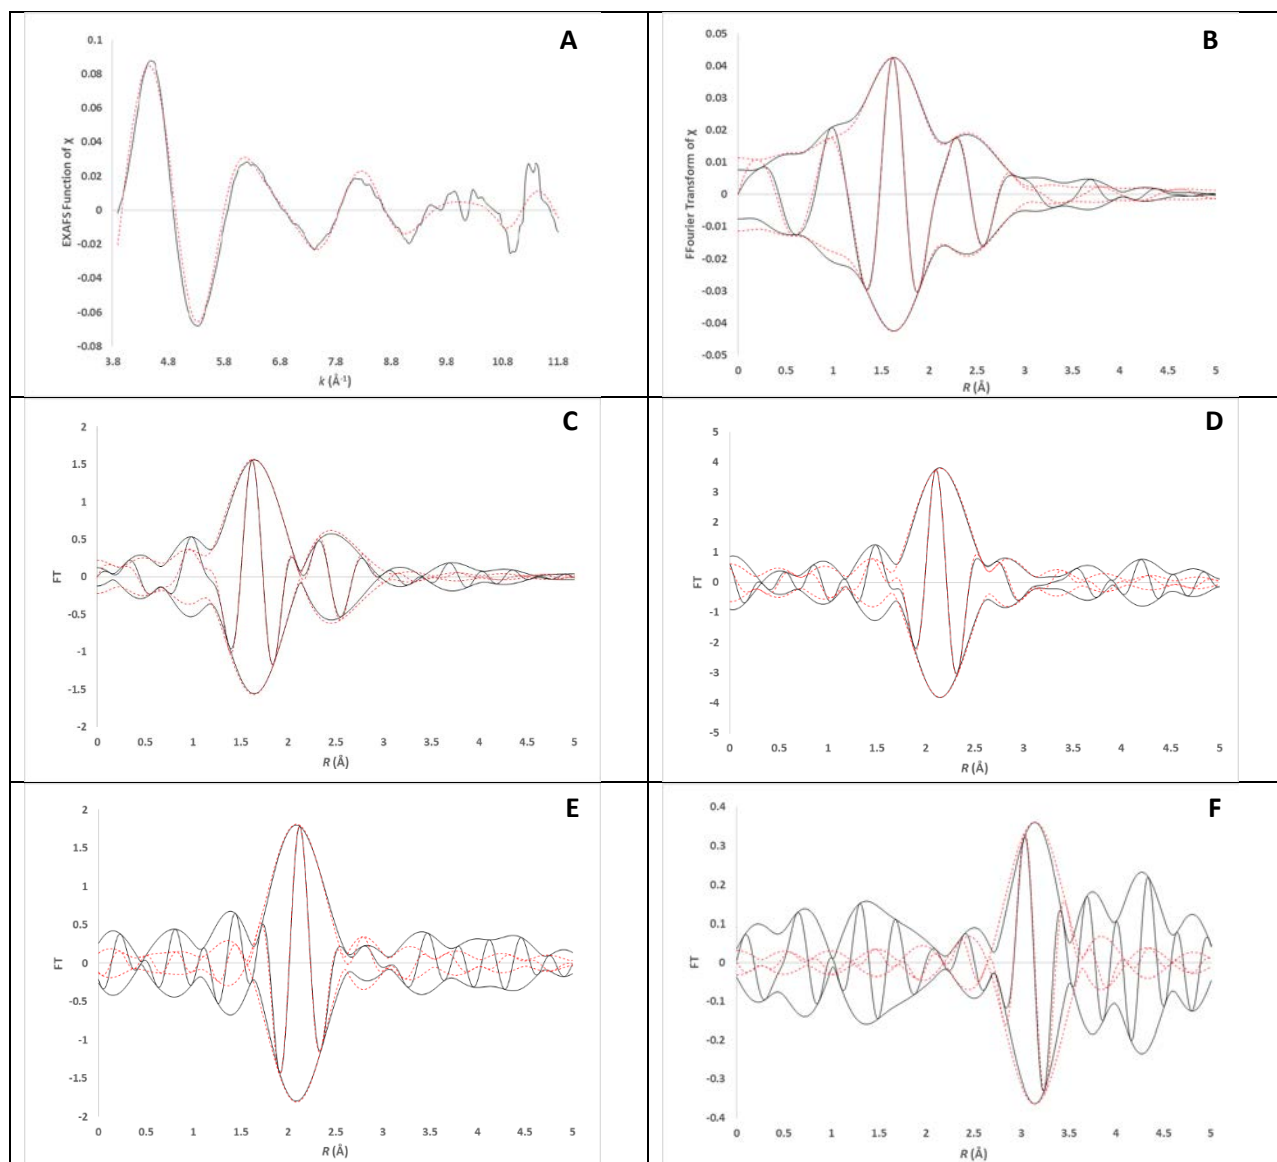 A
0.1
0.08
0.06
0.04
0.02
0
-0.02
-0.04
-0.06
-0.08
EXAFS Function of χ
3.8 4.8 5.8 6.8 7.8 8.8 9.8 10.8 11.8
k (Å-1)
B
0.05
0.04
0.03
0.02
0.01
0
-0.01
-0.02
-0.03
-0.04
-0.05
FFourier Transform of χ
0 0.5 1 1.5 2 2.5 3 3.5 4 4.5 5
R (Å)
C
2
1.5
1
0.5
0
-0.5
-1
-1.5
-2
FT
0 0.5 1 1.5 2 2.5 3 3.5 4 4.5 5
R (Å)
D
5
4
3
2
1
0
-1
-2
-3
-4
-5
FT
0 0.5 1 1.5 2 2.5 3 3.5 4 4.5 5
R (Å)
E
2
1.5
1
0.5
0
-0.5
-1
-1.5
-2
FT
0 0.5 1 1.5 2 2.5 3 3.5 4 4.5 5
R (Å)
F
0.4
0.3
0.2
0.1
0
-0.1
-0.2
-0.3
-0.4
FT
0 0.5 1 1.5 2 2.5 3 3.5 4 4.5 5
R (Å)